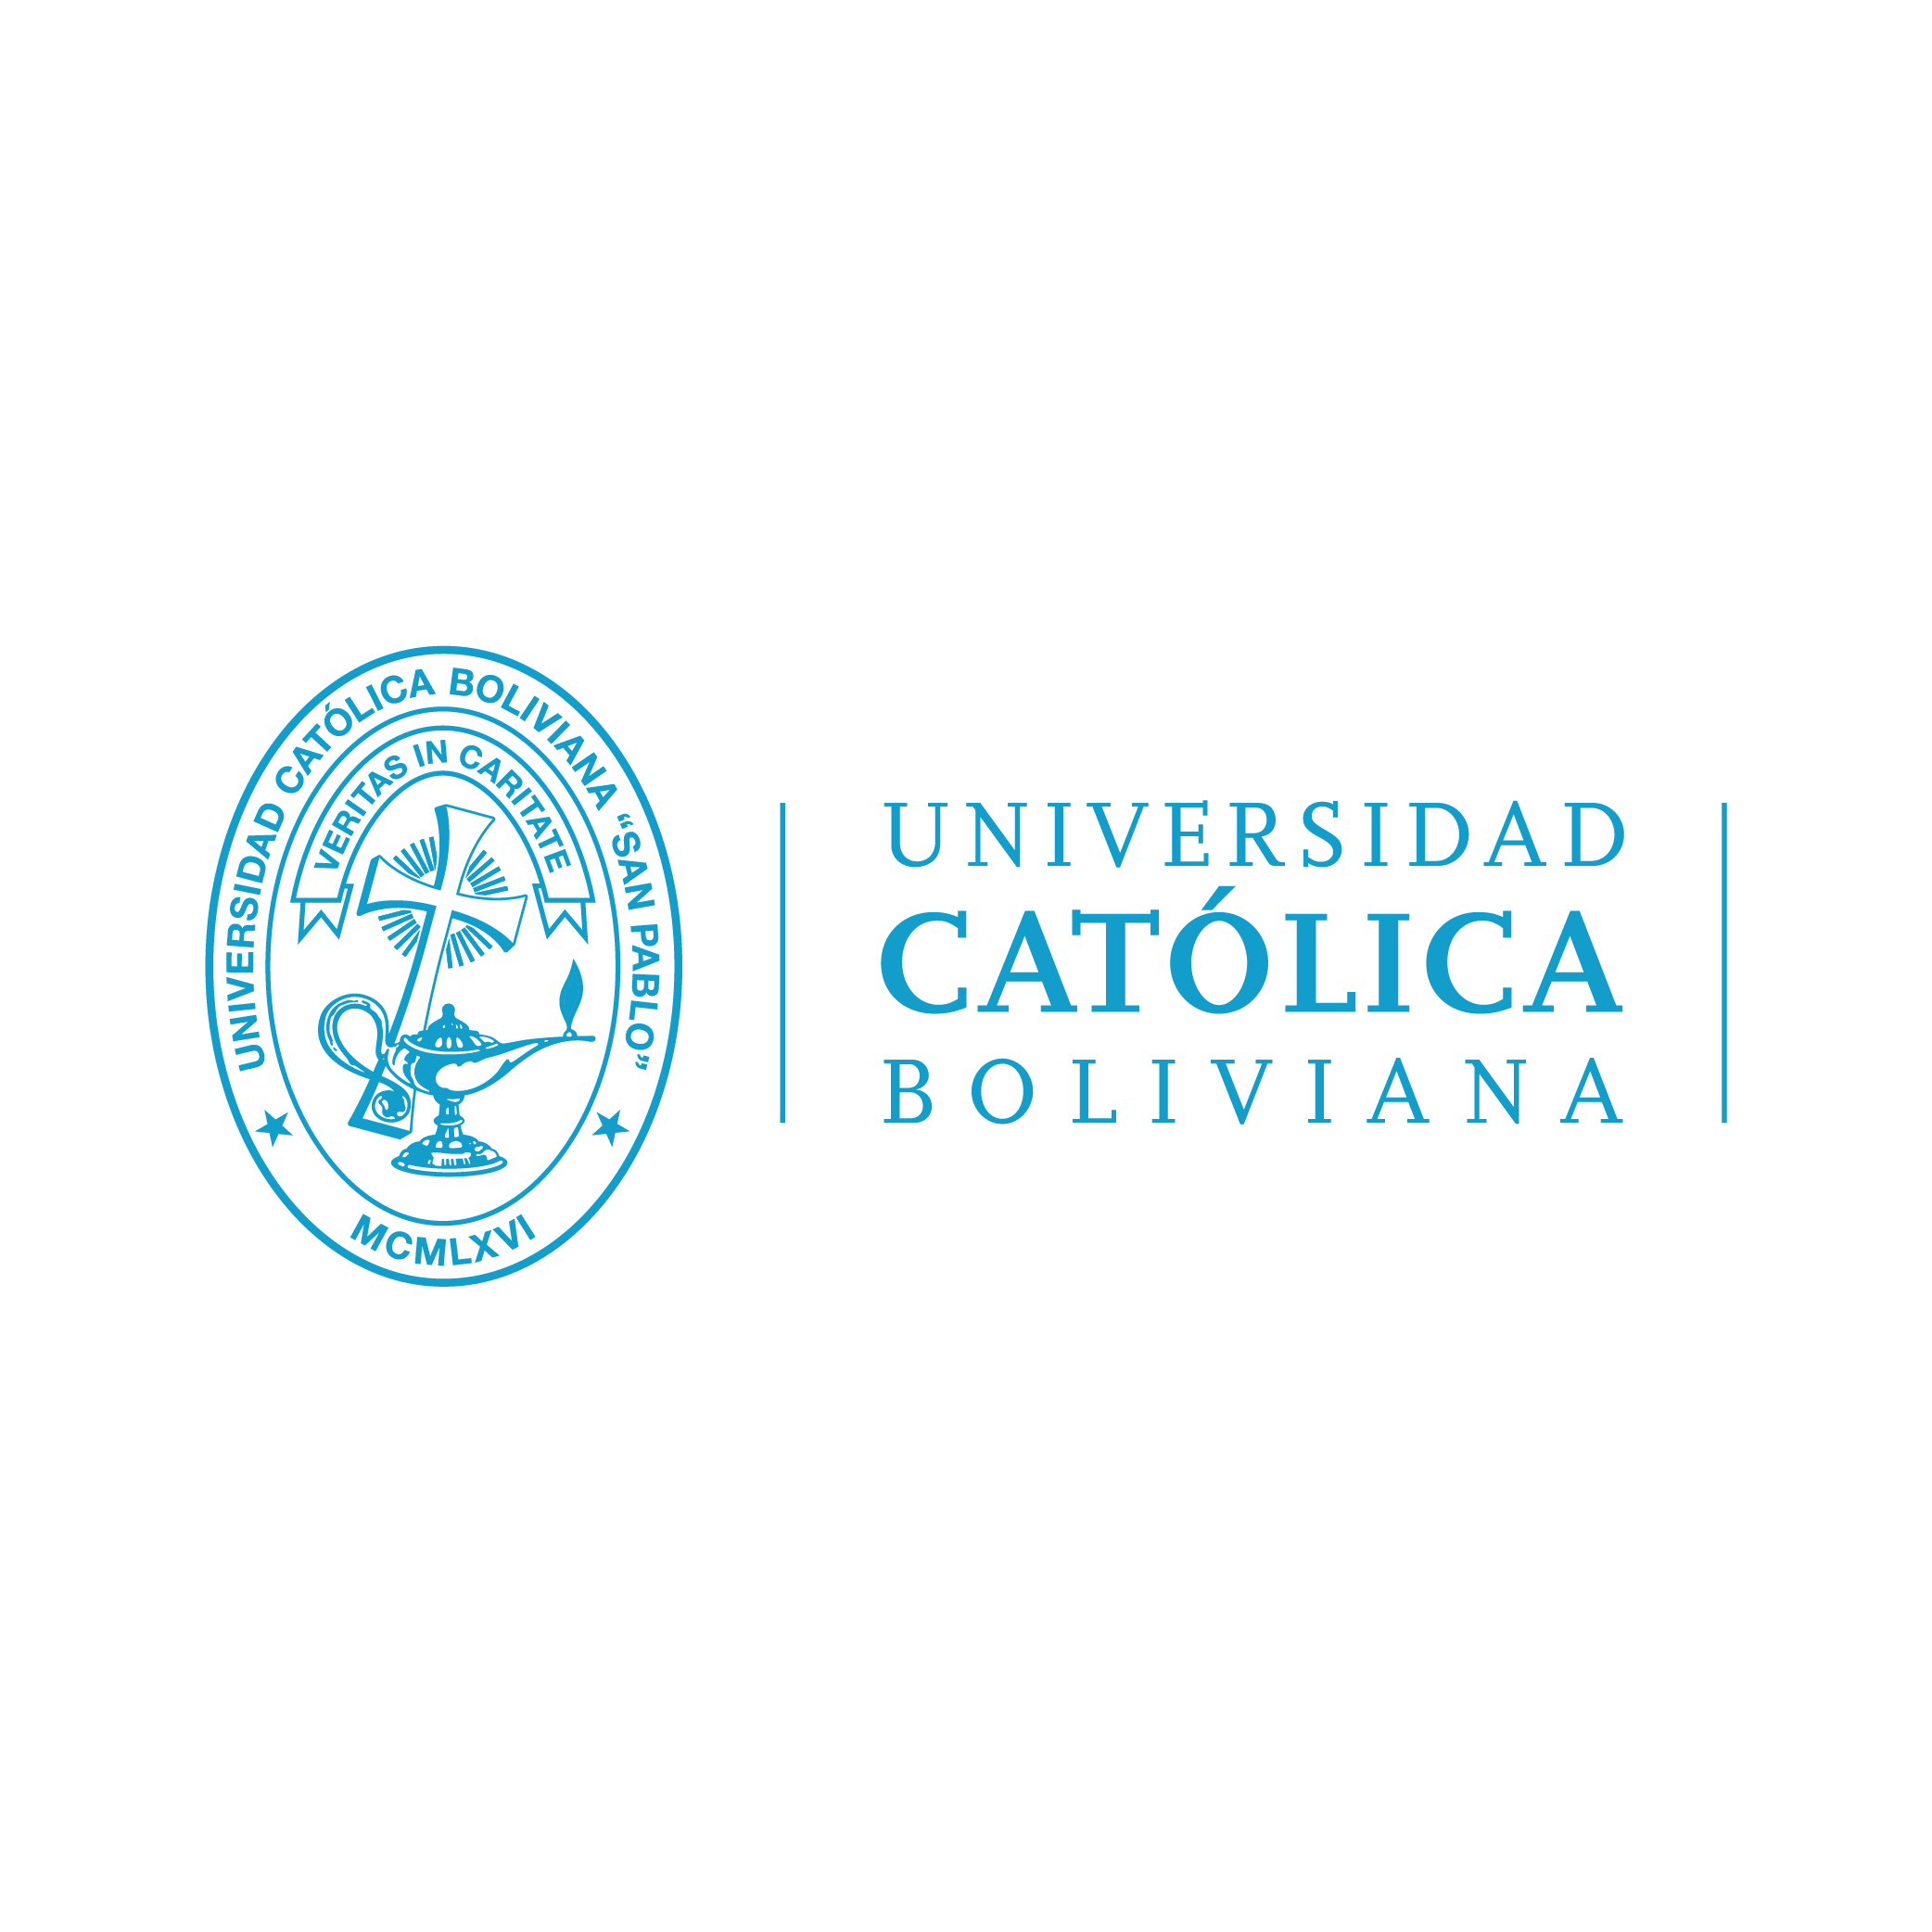 UNIVERSIDAD CATÓLICA BOLIVIANA “SAN PABLO”
VERITAS IN CARITATE
MCMLXVI
UNIVERSIDAD
CATÓLICA
BOLIVIANA